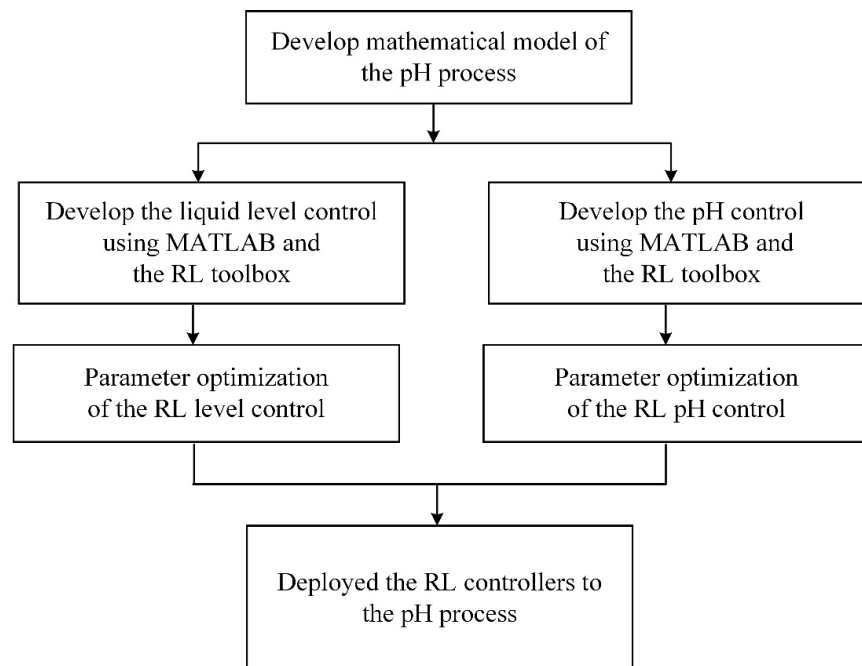 Develop mathematical model of
the pH process
Develop the liquid level control
using MATLAB and
the RL toolbox
Develop the pH control
using MATLAB and
the RL toolbox
Parameter optimization
of the RL level control
Parameter optimization
of the RL pH control
Deployed the RL controllers to
the pH process